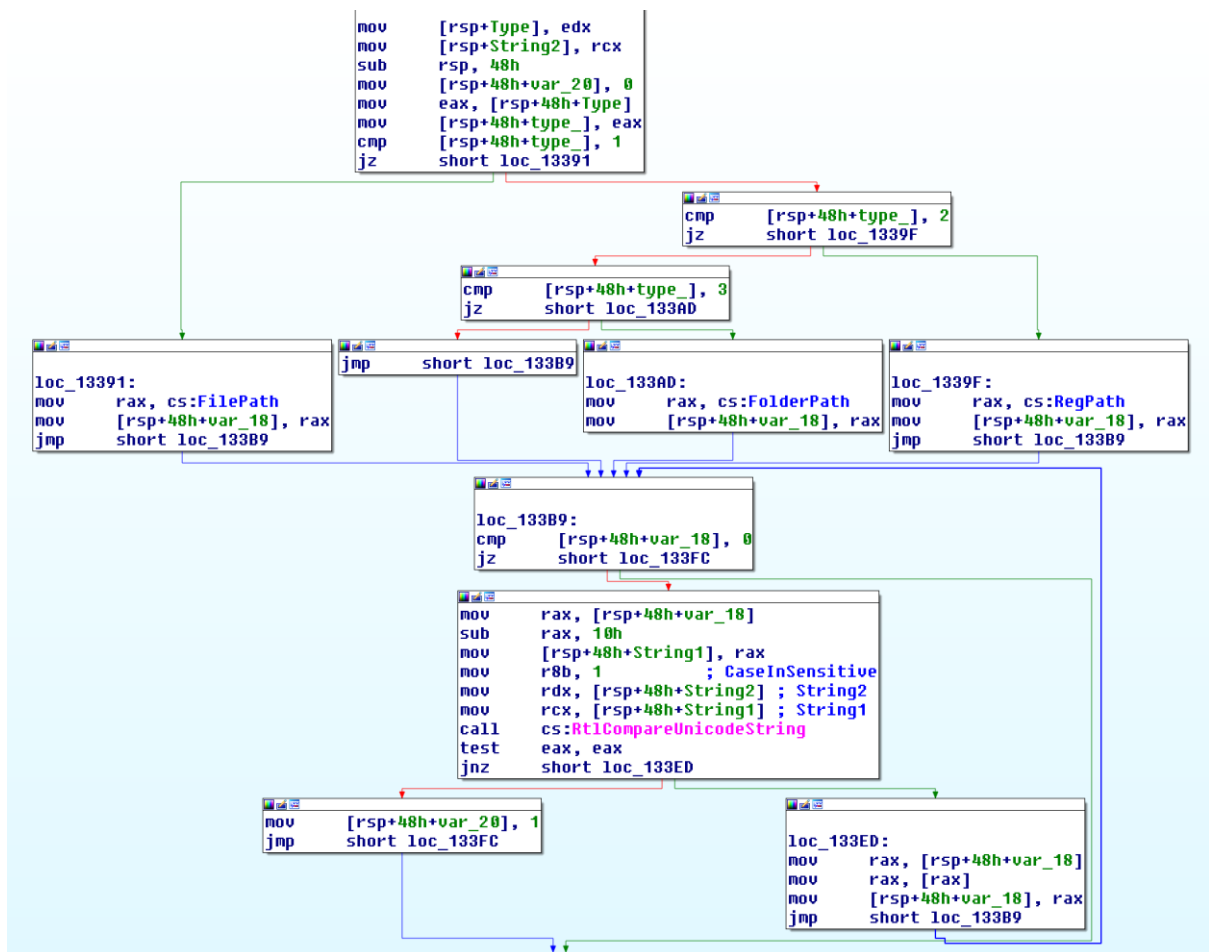 mov [rsp+Type], edx
mov [rsp+String2], rcx
sub rsp, 48h
mov [rsp+48h+var_20], 0
mov eax, [rsp+48h+Type]
mov [rsp+48h+type_], eax
cmp [rsp+48h+type_], 1
jz short loc_13391
cmp [rsp+48h+type_], 2
jz short loc_1339F
cmp [rsp+48h+type_], 3
jz short loc_133AD
loc_13391:
mov rax, cs:FilePath
mov [rsp+48h+var_18], rax
jmp short loc_133B9
jmp short loc_133B9
loc_133AD:
mov rax, cs:FolderPath
mov [rsp+48h+var_18], rax
loc_1339F:
mov rax, cs:RegPath
mov [rsp+48h+var_18], rax
jmp short loc_133B9
loc_133B9:
cmp [rsp+48h+var_18], 0
jz short loc_133FC
mov rax, [rsp+48h+var_18]
sub rax, 10h
mov [rsp+48h+String1], rax
mov r8b, 1 ; CaseInSensitive
mov rdx, [rsp+48h+String2] ; String2
mov rcx, [rsp+48h+String1] ; String1
call cs:RtlCompareUnicodeString
test eax, eax
jnz short loc_133ED
mov [rsp+48h+var_20], 1
jmp short loc_133FC
loc_133ED:
mov rax, [rsp+48h+var_18]
mov rax, [rax]
mov [rsp+48h+var_18], rax
jmp short loc_133B9